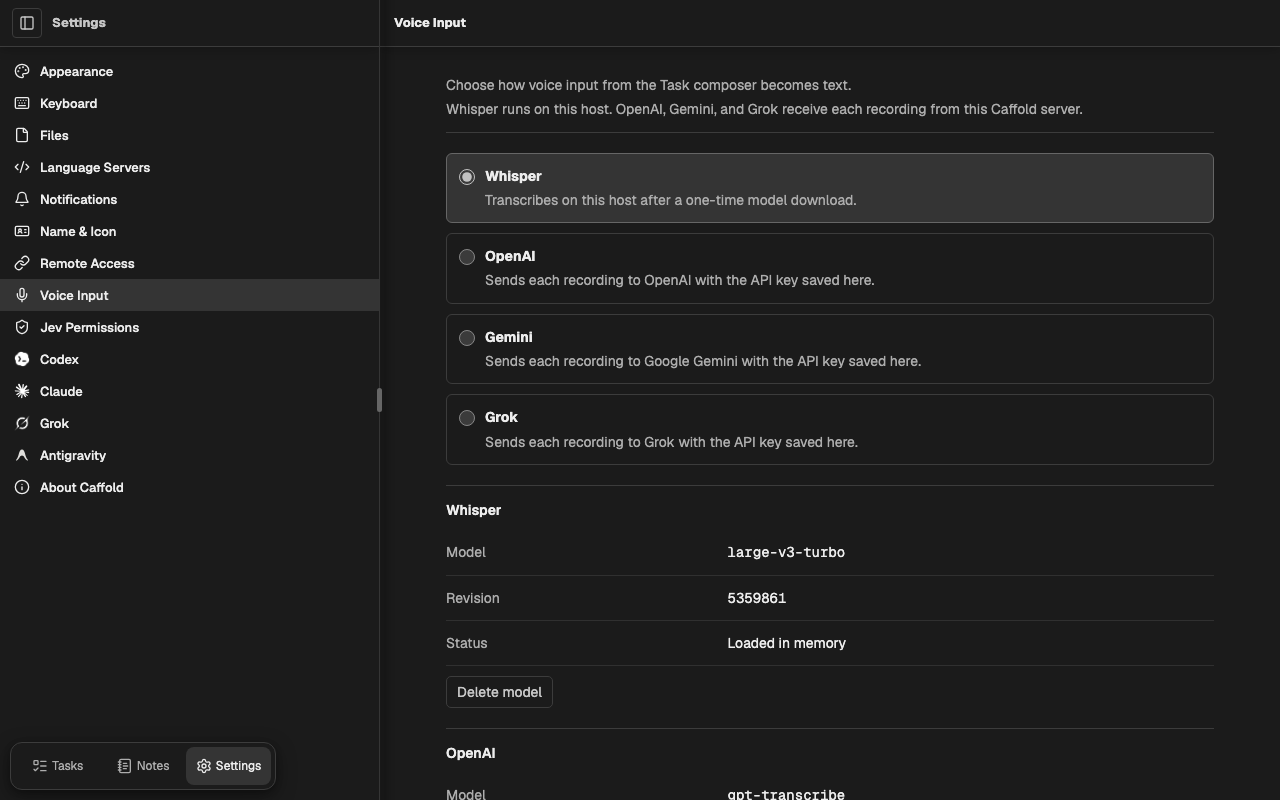 Settings
Voice Input
Appearance
Keyboard
Files
Language Servers
Notifications
Name & Icon
Remote Access
Voice Input
Jev Permissions
Codex
Claude
Grok
Antigravity
About Caffold
Tasks
Notes
Settings
Choose how voice input from the Task composer becomes text.
Whisper runs on this host. OpenAI, Gemini, and Grok receive each recording from this Caffold server.
Whisper
Transcribes on this host after a one-time model download.
OpenAI
Sends each recording to OpenAI with the API key saved here.
Gemini
Sends each recording to Google Gemini with the API key saved here.
Grok
Sends each recording to Grok with the API key saved here.
Whisper
Model large-v3-turbo
Revision 5359861
Status Loaded in memory
Delete model
OpenAI
Model gpt-transcribe